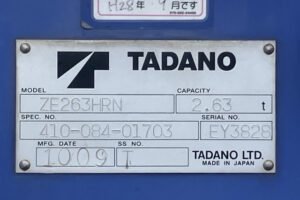 H28年 9月です
TADANO
MODEL CAPACITY
ZE263HRN 2.63 t
SPEC. NO. SERIAL NO.
410-084-01703 EY3828
MFG. DATE SS NO.
1009 T
TADANO LTD.
MADE IN JAPAN